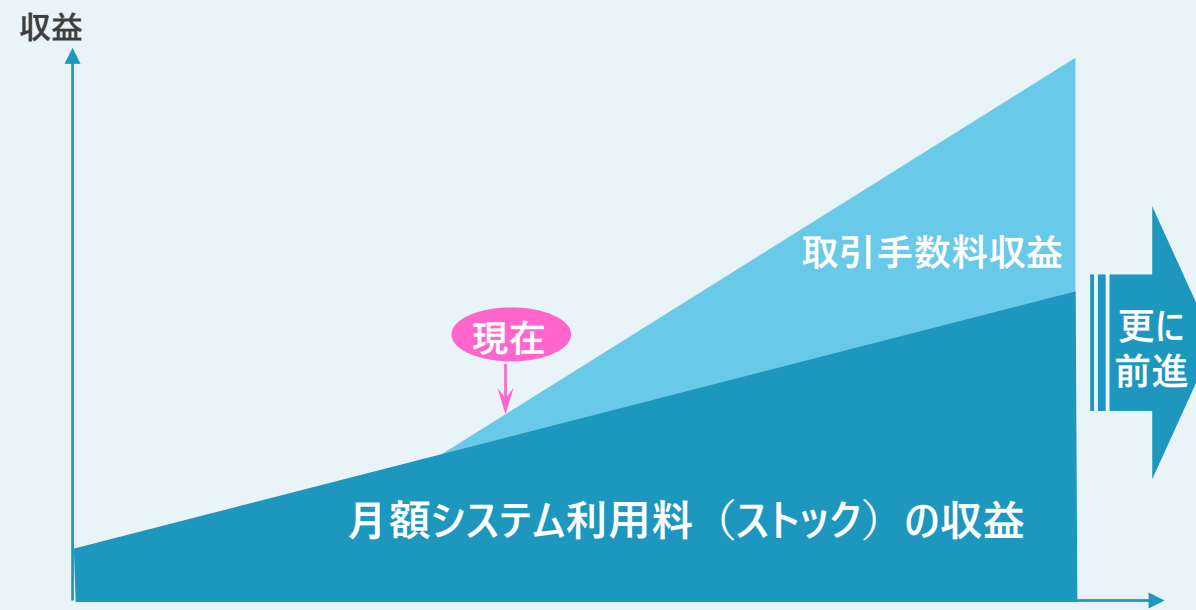 収益
取引手数料収益
現在
更に
前進
月額システム利用料（ストック）の収益